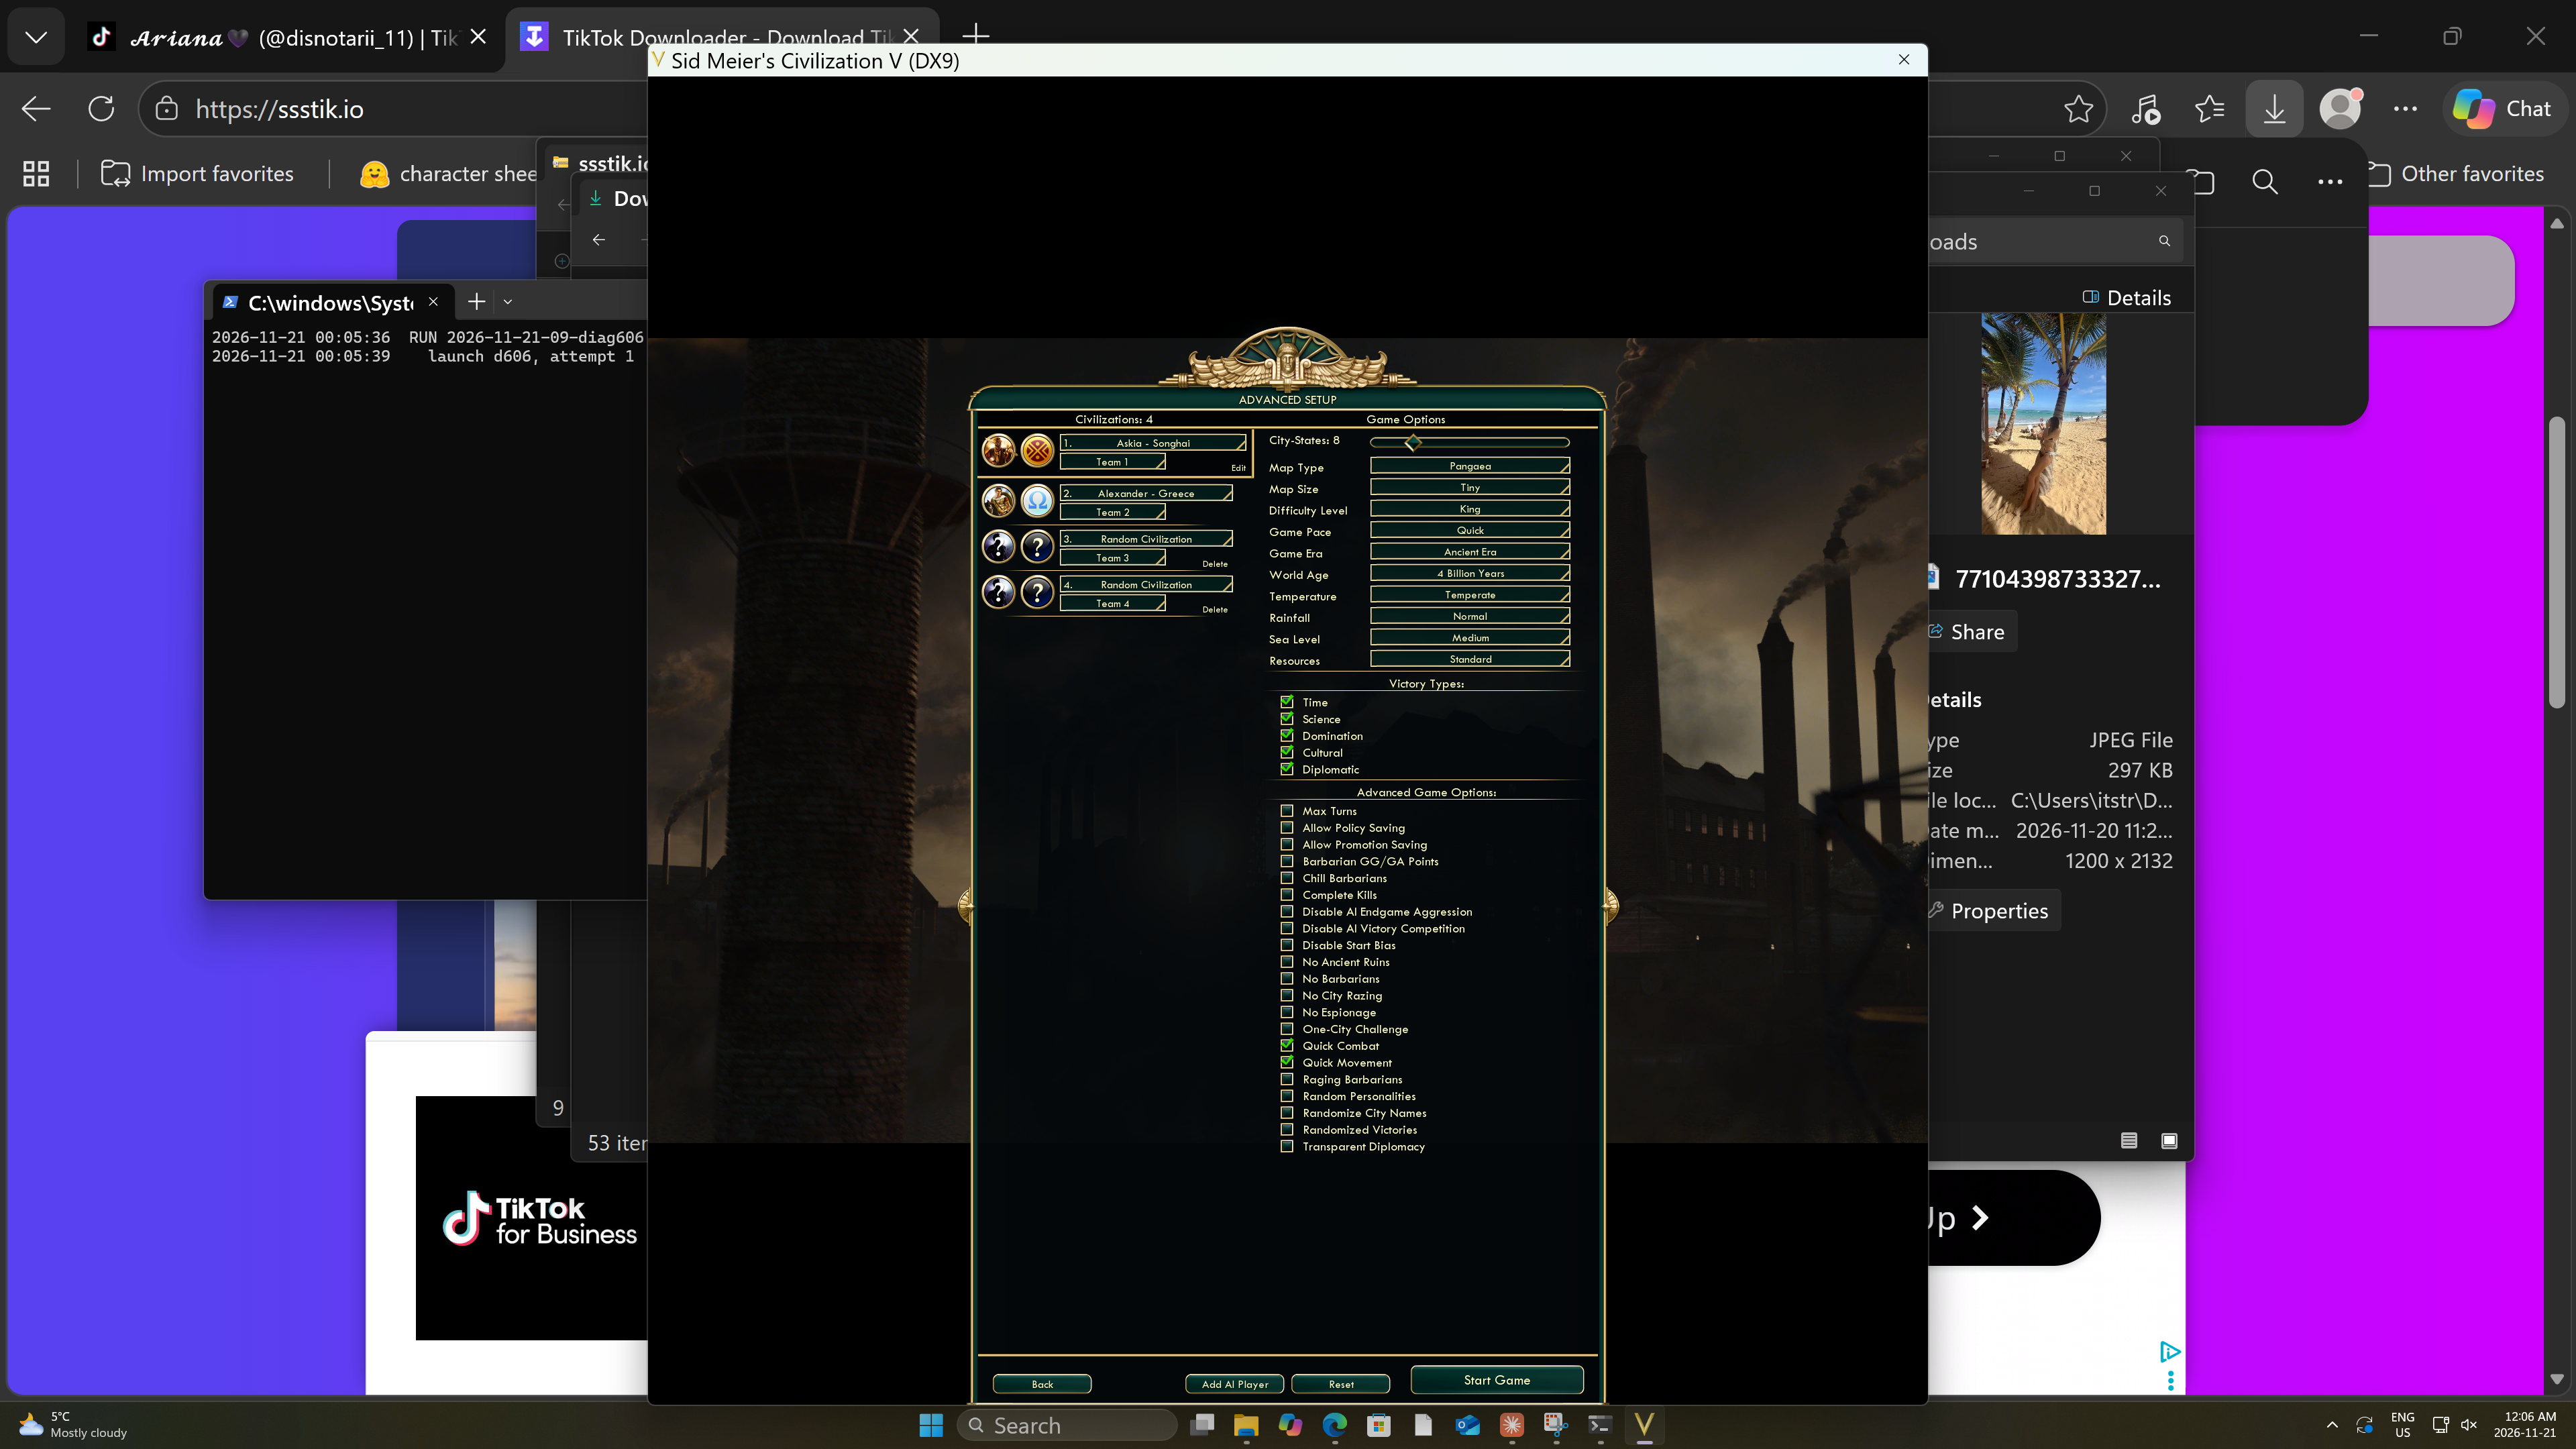 𝓐𝓻𝓲𝓪𝓷𝓪🖤 (@disnotarii_11) | Tik
TikTok Downloader - Download Tik
https://ssstik.io
Chat
Import favorites
character shee
Other favorites
ssstik.io
Dow
oads
Details
C:\windows\Syste
2026-11-21 00:05:36 RUN 2026-11-21-09-diag606
2026-11-21 00:05:39 launch d606, attempt 1
Sid Meier's Civilization V (DX9)
ADVANCED SETUP
Civilizations: 4
1. Askia - Songhai
Team 1
Edit
2. Alexander - Greece
Team 2
3. Random Civilization
Team 3
Delete
4. Random Civilization
Team 4
Delete
Game Options
City-States: 8
Map Type Pangaea
Map Size Tiny
Difficulty Level King
Game Pace Quick
Game Era Ancient Era
World Age 4 Billion Years
Temperature Temperate
Rainfall Normal
Sea Level Medium
Resources Standard
Victory Types:
Time
Science
Domination
Cultural
Diplomatic
Advanced Game Options:
Max Turns
Allow Policy Saving
Allow Promotion Saving
Barbarian GG/GA Points
Chill Barbarians
Complete Kills
Disable AI Endgame Aggression
Disable AI Victory Competition
Disable Start Bias
No Ancient Ruins
No Barbarians
No City Razing
No Espionage
One-City Challenge
Quick Combat
Quick Movement
Raging Barbarians
Random Personalities
Randomize City Names
Randomized Victories
Transparent Diplomacy
Back
Add AI Player
Reset
Start Game
77104398733327...
Share
etails
ype JPEG File
ize 297 KB
ile loc... C:\Users\itstr\D...
ate m... 2026-11-20 11:2...
imen... 1200 x 2132
Properties
9
53 iter
TikTok
for Business
Up
5°C
Mostly cloudy
Search
ENG
US
12:06 AM
2026-11-21